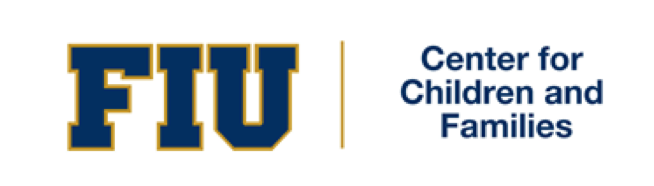 FIU
Center for
Children and
Families